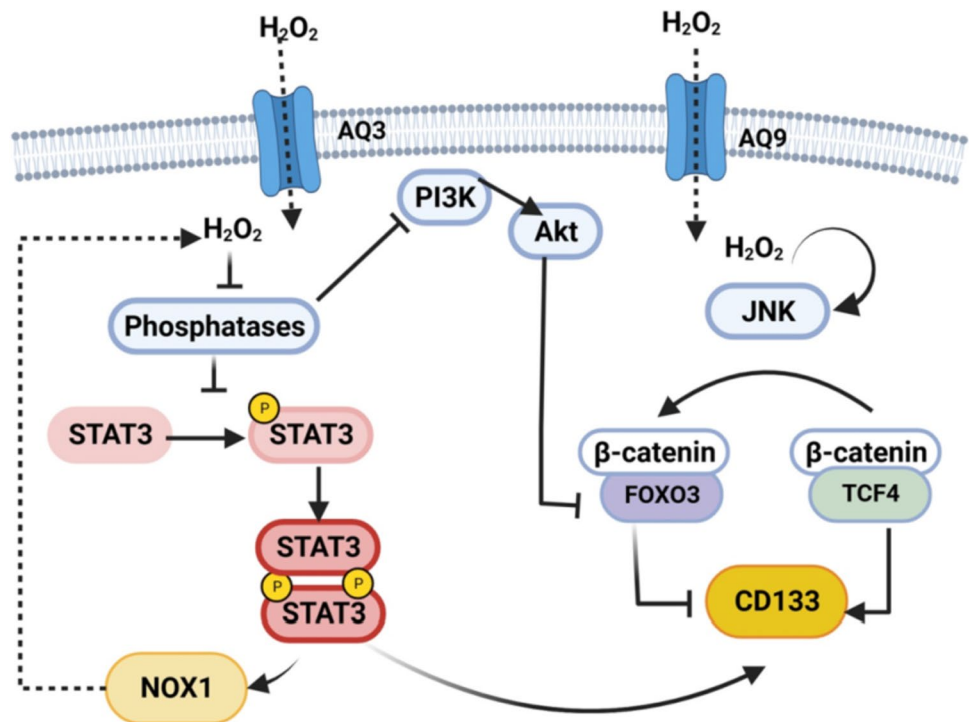 H₂O₂
H₂O₂
AQ3
AQ9
PI3K
Akt
H₂O₂
H₂O₂
JNK
Phosphatases
P
STAT3
STAT3
β-catenin
β-catenin
FOXO3
TCF4
STAT3
P
P
STAT3
CD133
NOX1